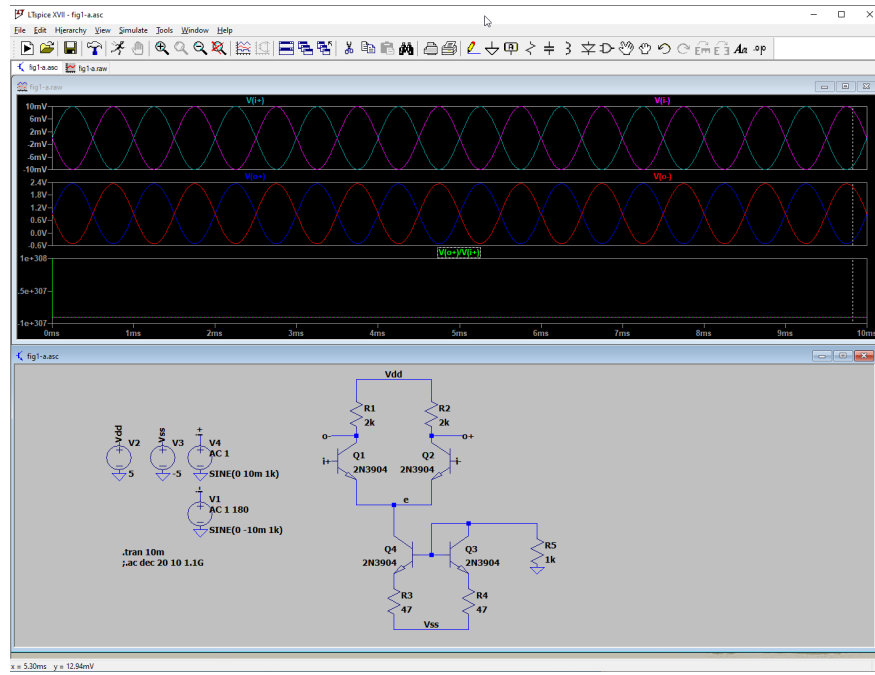 LTspice XVII - fig1-a.asc
File Edit Hierarchy View Simulate Tools Window Help
Aa .op
fig1-a.asc fig1-a.raw
fig1-a.raw
V(i+) V(i-)
10mV
6mV
2mV
-2mV
-6mV
-10mV
V(o+) V(o-)
2.4V
1.8V
1.2V
0.6V
0.0V
-0.6V
V(o+)/V(i+)
1e+308
.5e+307
-1e+307
0ms 1ms 2ms 3ms 4ms 5ms 6ms 7ms 8ms 9ms 10ms
fig1-a.asc
Vdd
R1 R2
2k 2k
o- o+
Vdd Vss i+
V2 V3 V4
AC 1
5 -5 SINE(0 10m 1k)
i+ Q1 Q2 i-
2N3904 2N3904
i-
V1
AC 1 180
SINE(0 -10m 1k)
e
.tran 10m
;.ac dec 20 10 1.1G
Q4 Q3 R5
2N3904 2N3904 1k
R3 R4
47 47
Vss
x = 5.30ms y = 12.94mV